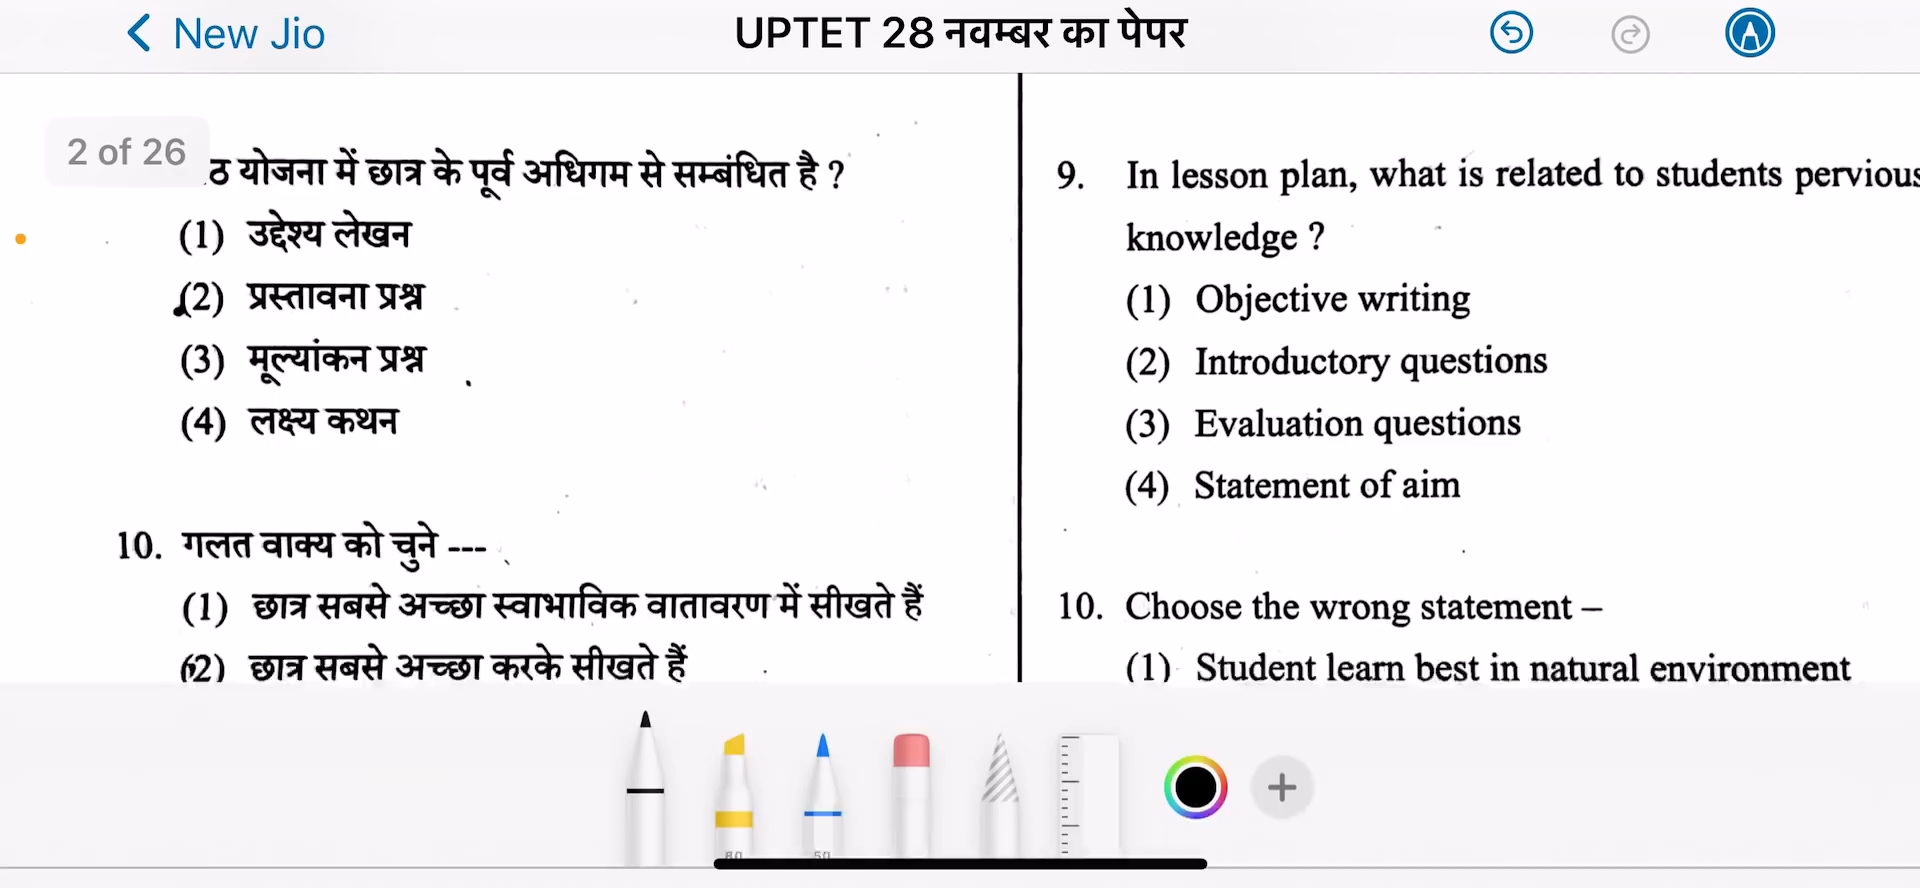 New Jio
UPTET 28 नवम्बर का पेपर
2 of 26
ठ योजना में छात्र के पूर्व अधिगम से सम्बंधित है ?
(1) उद्देश्य लेखन
(2) प्रस्तावना प्रश्न
(3) मूल्यांकन प्रश्न
(4) लक्ष्य कथन
10. गलत वाक्य को चुने ---
(1) छात्र सबसे अच्छा स्वाभाविक वातावरण में सीखते हैं
(2) छात्र सबसे अच्छा करके सीखते हैं
9. In lesson plan, what is related to students pervious
knowledge ?
(1) Objective writing
(2) Introductory questions
(3) Evaluation questions
(4) Statement of aim
10. Choose the wrong statement –
(1) Student learn best in natural environment
80
50